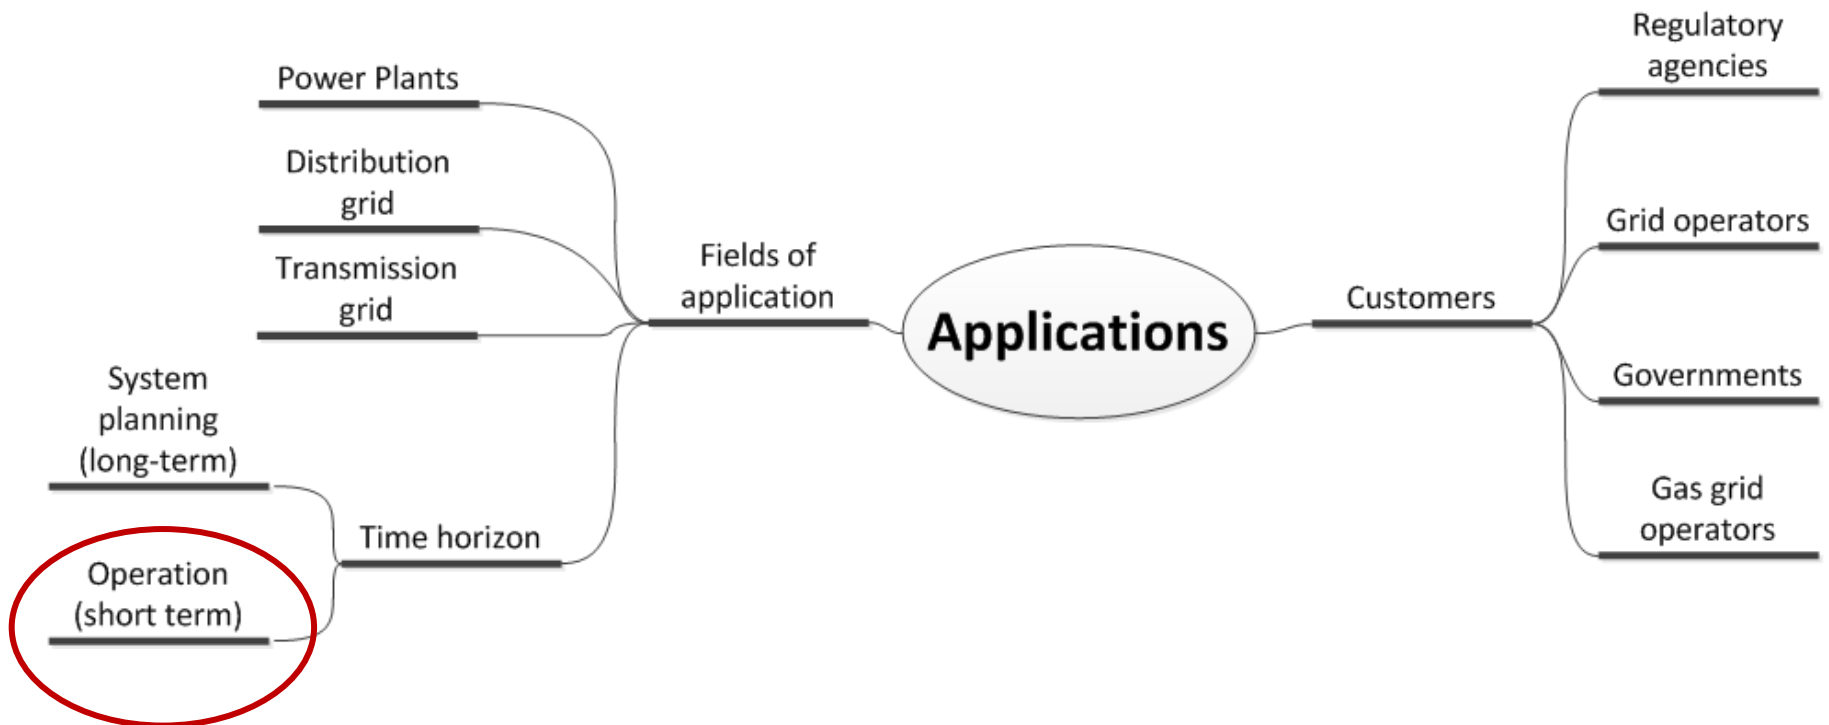 Power Plants
Distribution
grid
Transmission
grid
System
planning
(long-term)
Operation
(short term)
Time horizon
Fields of
application
Applications
Customers
Regulatory
agencies
Grid operators
Governments
Gas grid
operators